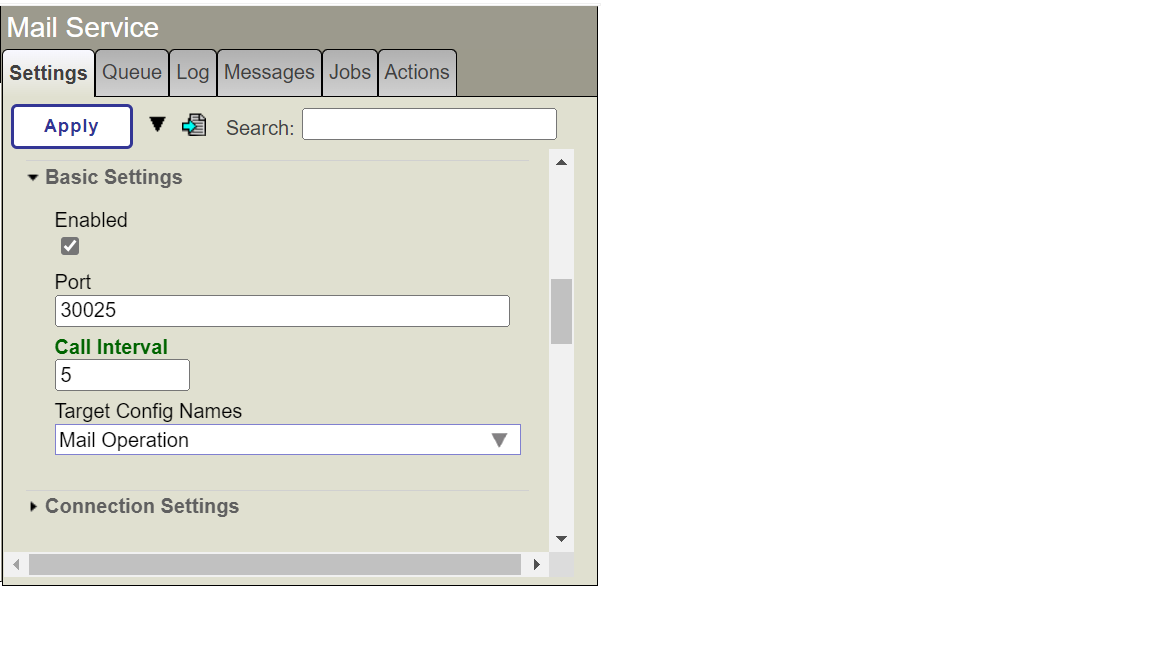 Mail Service
Settings Queue Log Messages Jobs Actions
Apply Search:
Basic Settings
Enabled
Port
30025
Call Interval
5
Target Config Names
Mail Operation
Connection Settings